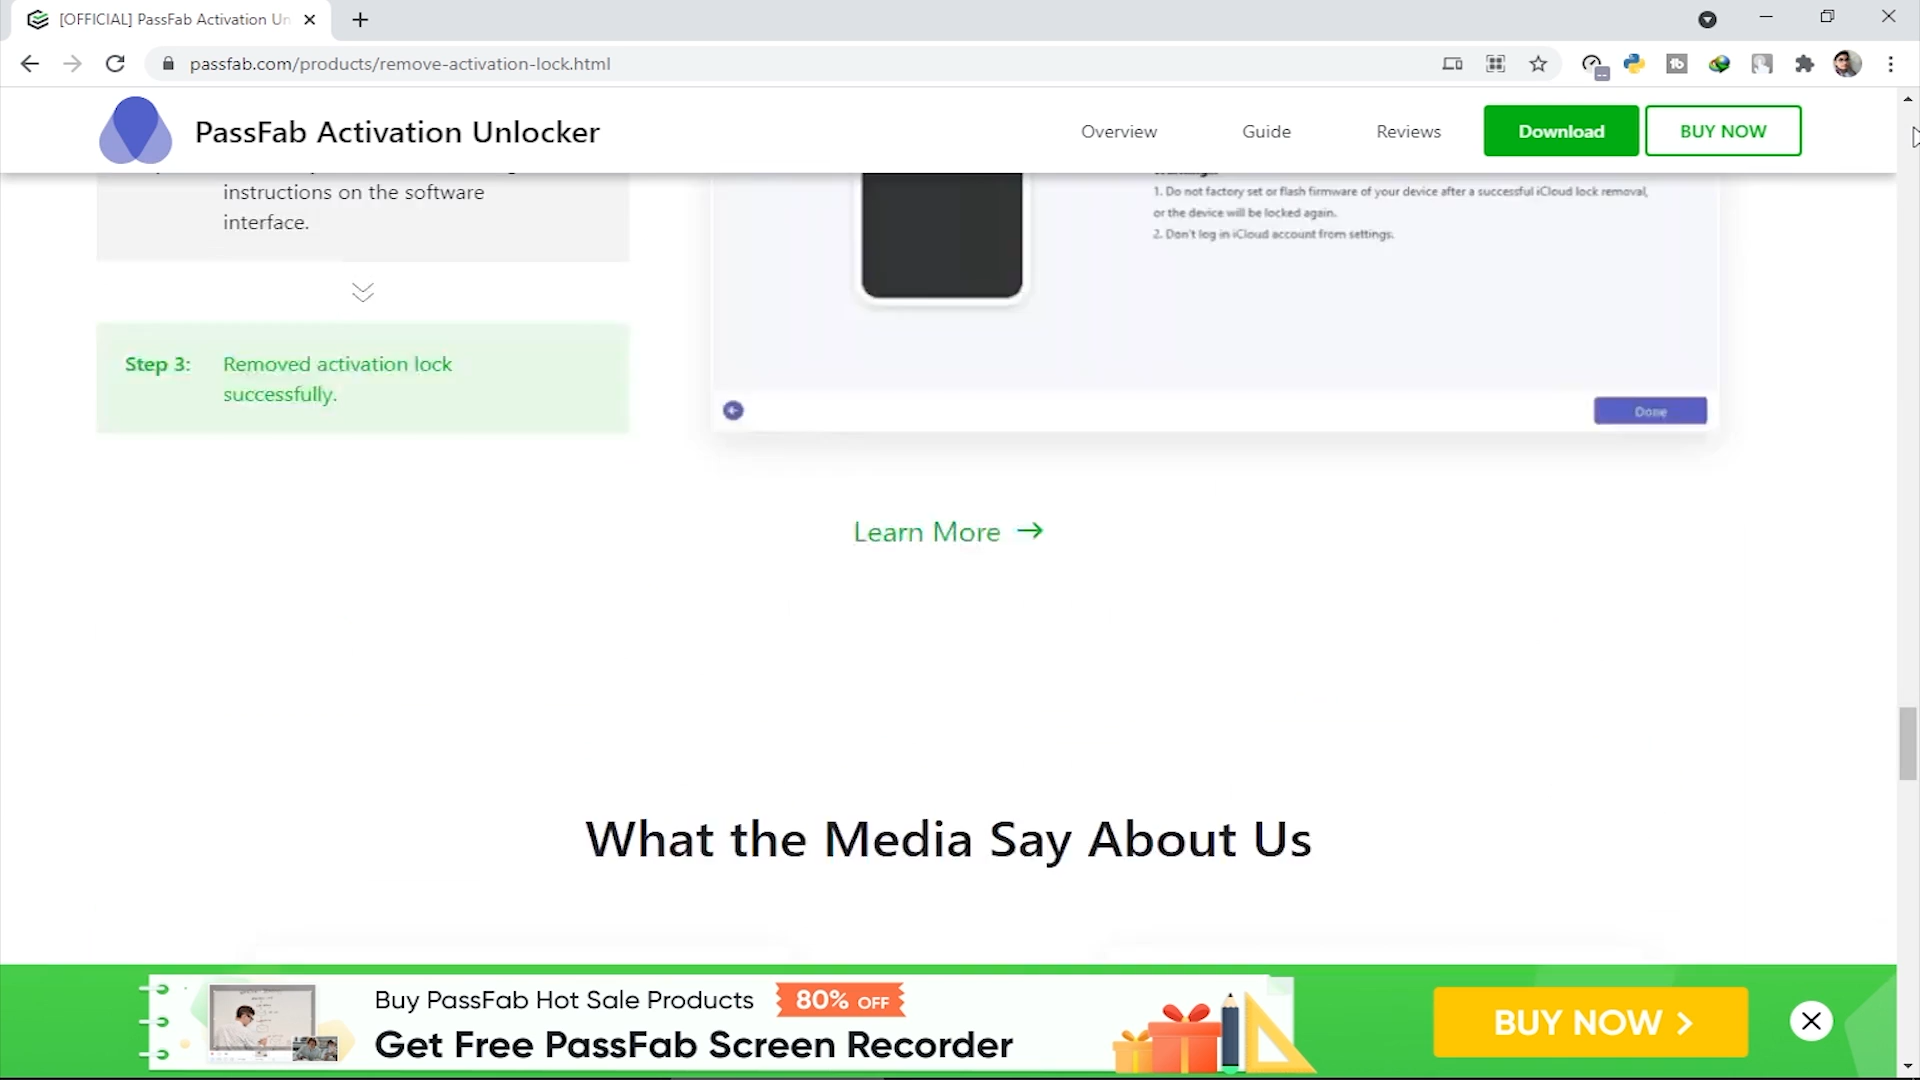 [OFFICIAL] PassFab Activation Un
passfab.com/products/remove-activation-lock.html
PassFab Activation Unlocker
Overview
Guide
Reviews
Download
BUY NOW
instructions on the software
interface.
1. Do not factory set or flash firmware of your device after a successful iCloud lock removal,
or the device will be locked again.
2. Don't log in iCloud account from settings.
Step 3:
Removed activation lock
successfully.
Done
Learn More
What the Media Say About Us
Buy PassFab Hot Sale Products
80% OFF
Get Free PassFab Screen Recorder
BUY NOW >